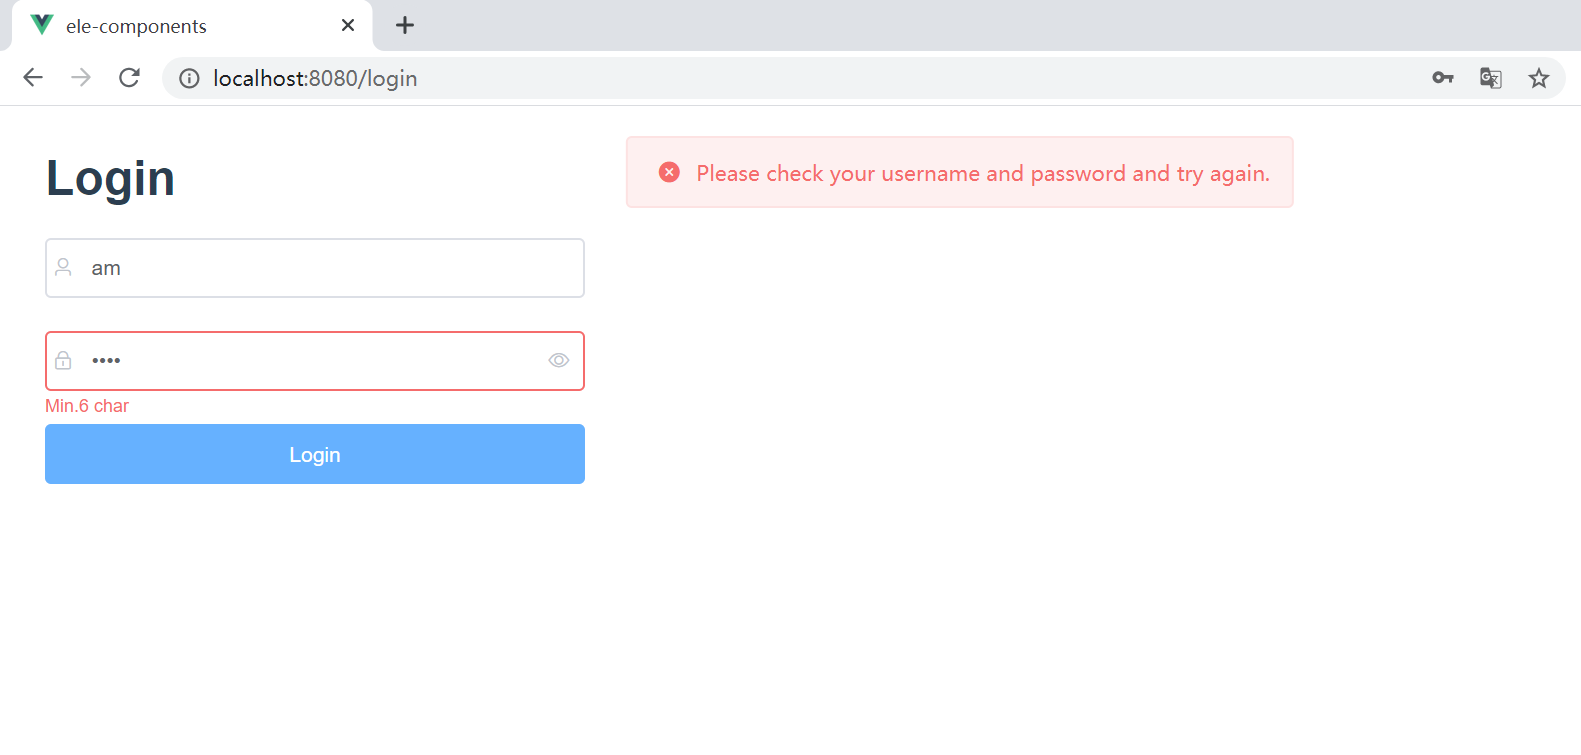 ele-components
localhost:8080/login
Login
Please check your username and password and try again.
am
••••
Min.6 char
Login